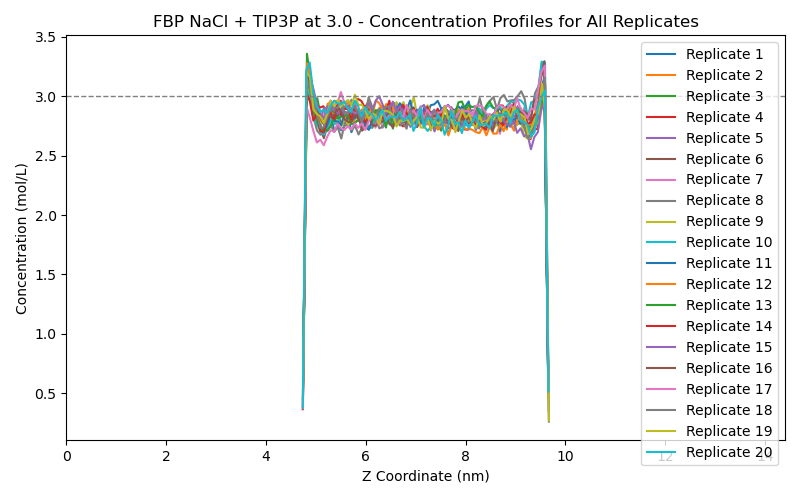 FBP NaCl + TIP3P at 3.0 - Concentration Profiles for All Replicates
Concentration (mol/L)
3.5
3.0
2.5
2.0
1.5
1.0
0.5
0
2
4
6
8
10
12
14
Z Coordinate (nm)
Replicate 1
Replicate 2
Replicate 3
Replicate 4
Replicate 5
Replicate 6
Replicate 7
Replicate 8
Replicate 9
Replicate 10
Replicate 11
Replicate 12
Replicate 13
Replicate 14
Replicate 15
Replicate 16
Replicate 17
Replicate 18
Replicate 19
Replicate 20